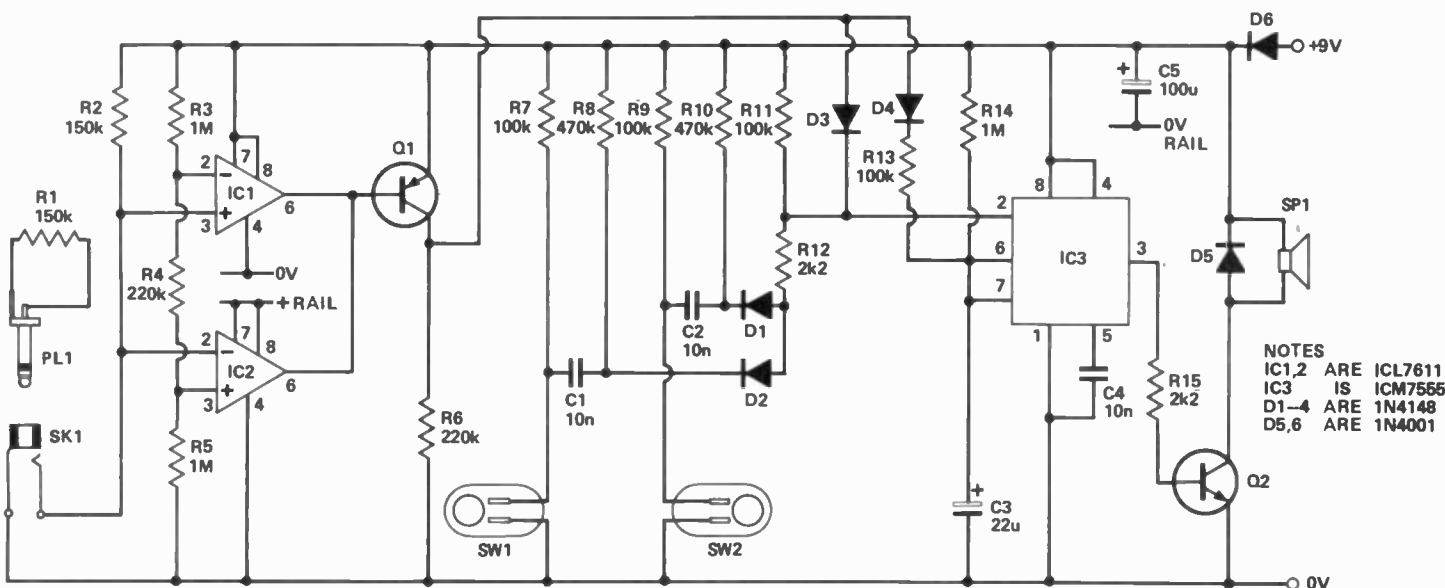 D6
+9V
R2
150k
R3
1M
R7
100k
R8
470k
R9
100k
R10
470k
R11
100k
D3
D4
R14
1M
+
C5
100u
0V
RAIL
Q1
R13
100k
2
7
8
IC1
6
3
4
−
+
R1
150k
8
4
2
6
IC3
3
7
1
5
SP1
D5
R12
2k2
0V
R4
220k
+ RAIL
2
7
8
IC2
6
3
4
−
+
PL1
C2
10n
D1
C1
10n
D2
C4
10n
R15
2k2
NOTES
IC1,2 ARE ICL7611
IC3 IS ICM7555
D1—4 ARE 1N4148
D5,6 ARE 1N4001
SK1
R5
1M
R6
220k
Q2
+
C3
22u
SW1
SW2
0V